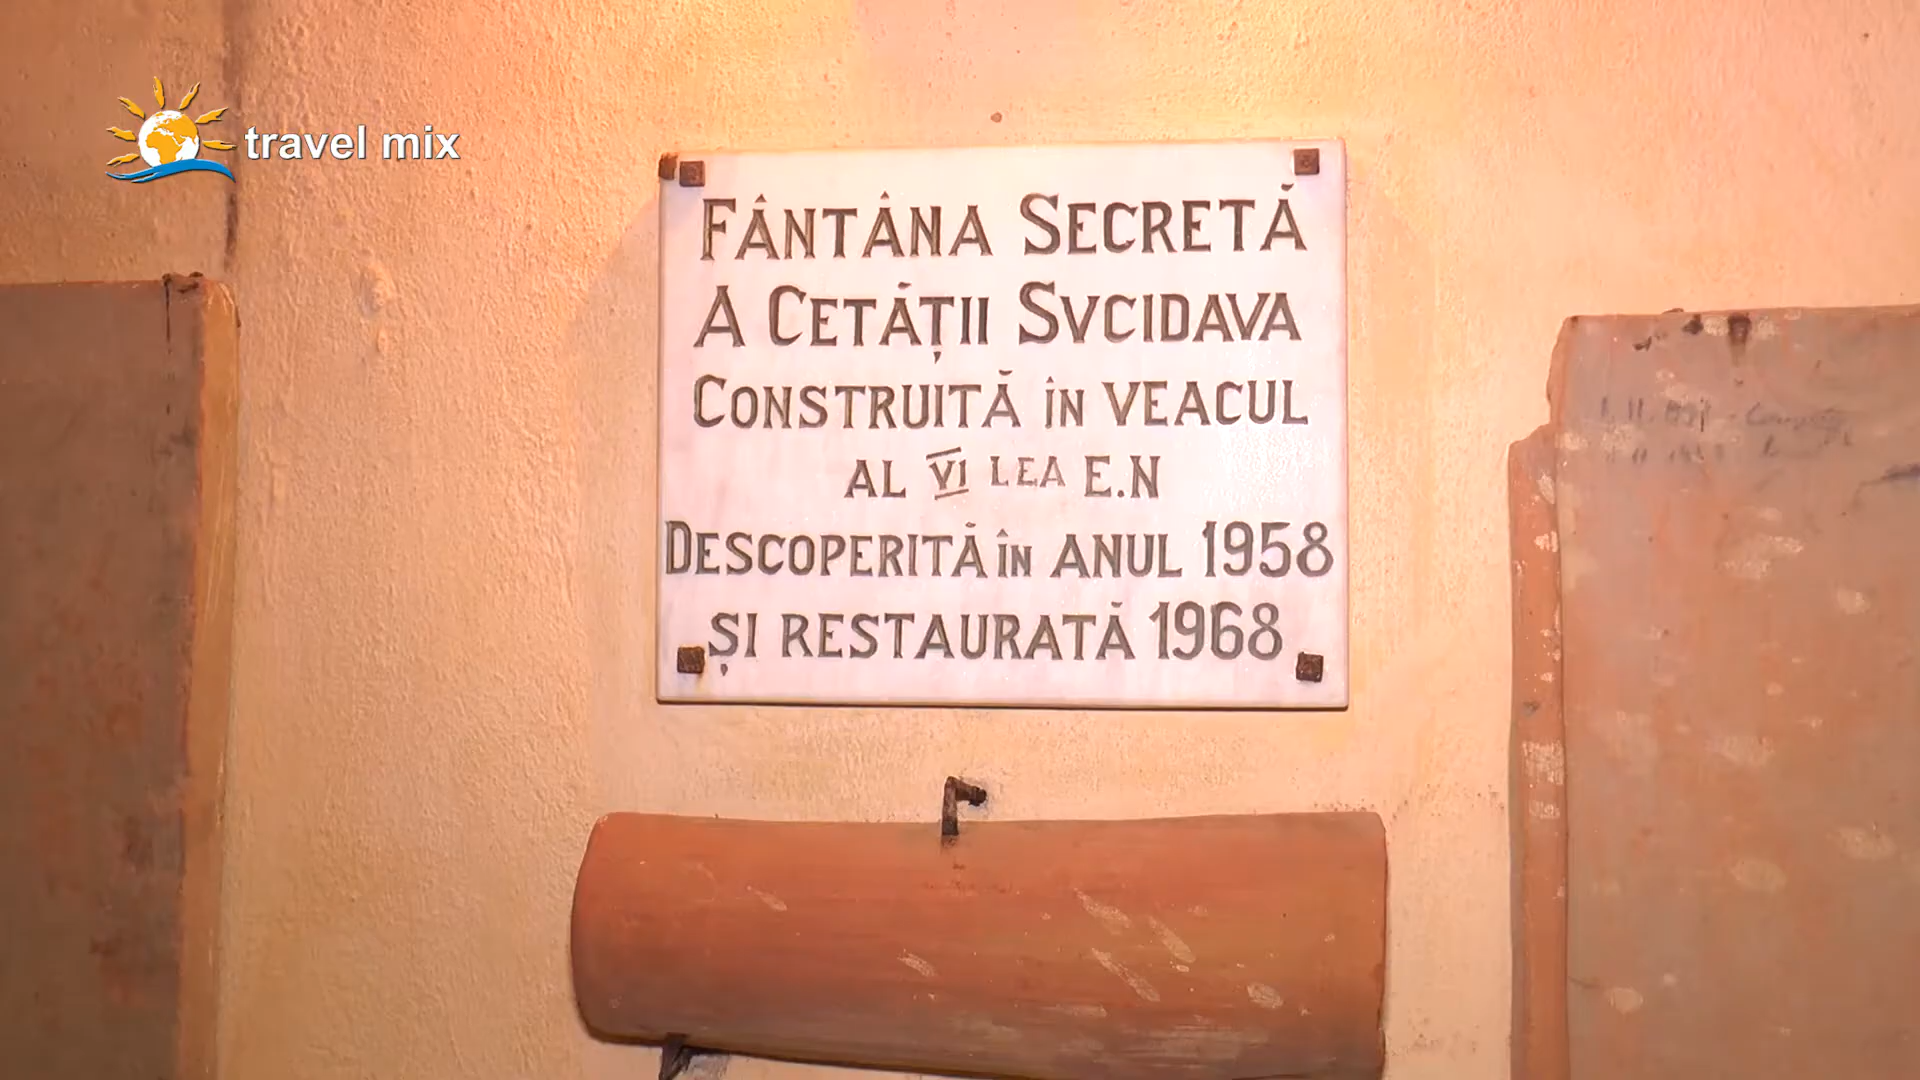 travel mix
FÂNTÂNA SECRETĂ
A CETĂȚII SVCIDAVA
CONSTRUITĂ ÎN VEACUL
AL VI LEA E.N
DESCOPERITĂ ÎN ANUL 1958
ȘI RESTAURATĂ 1968